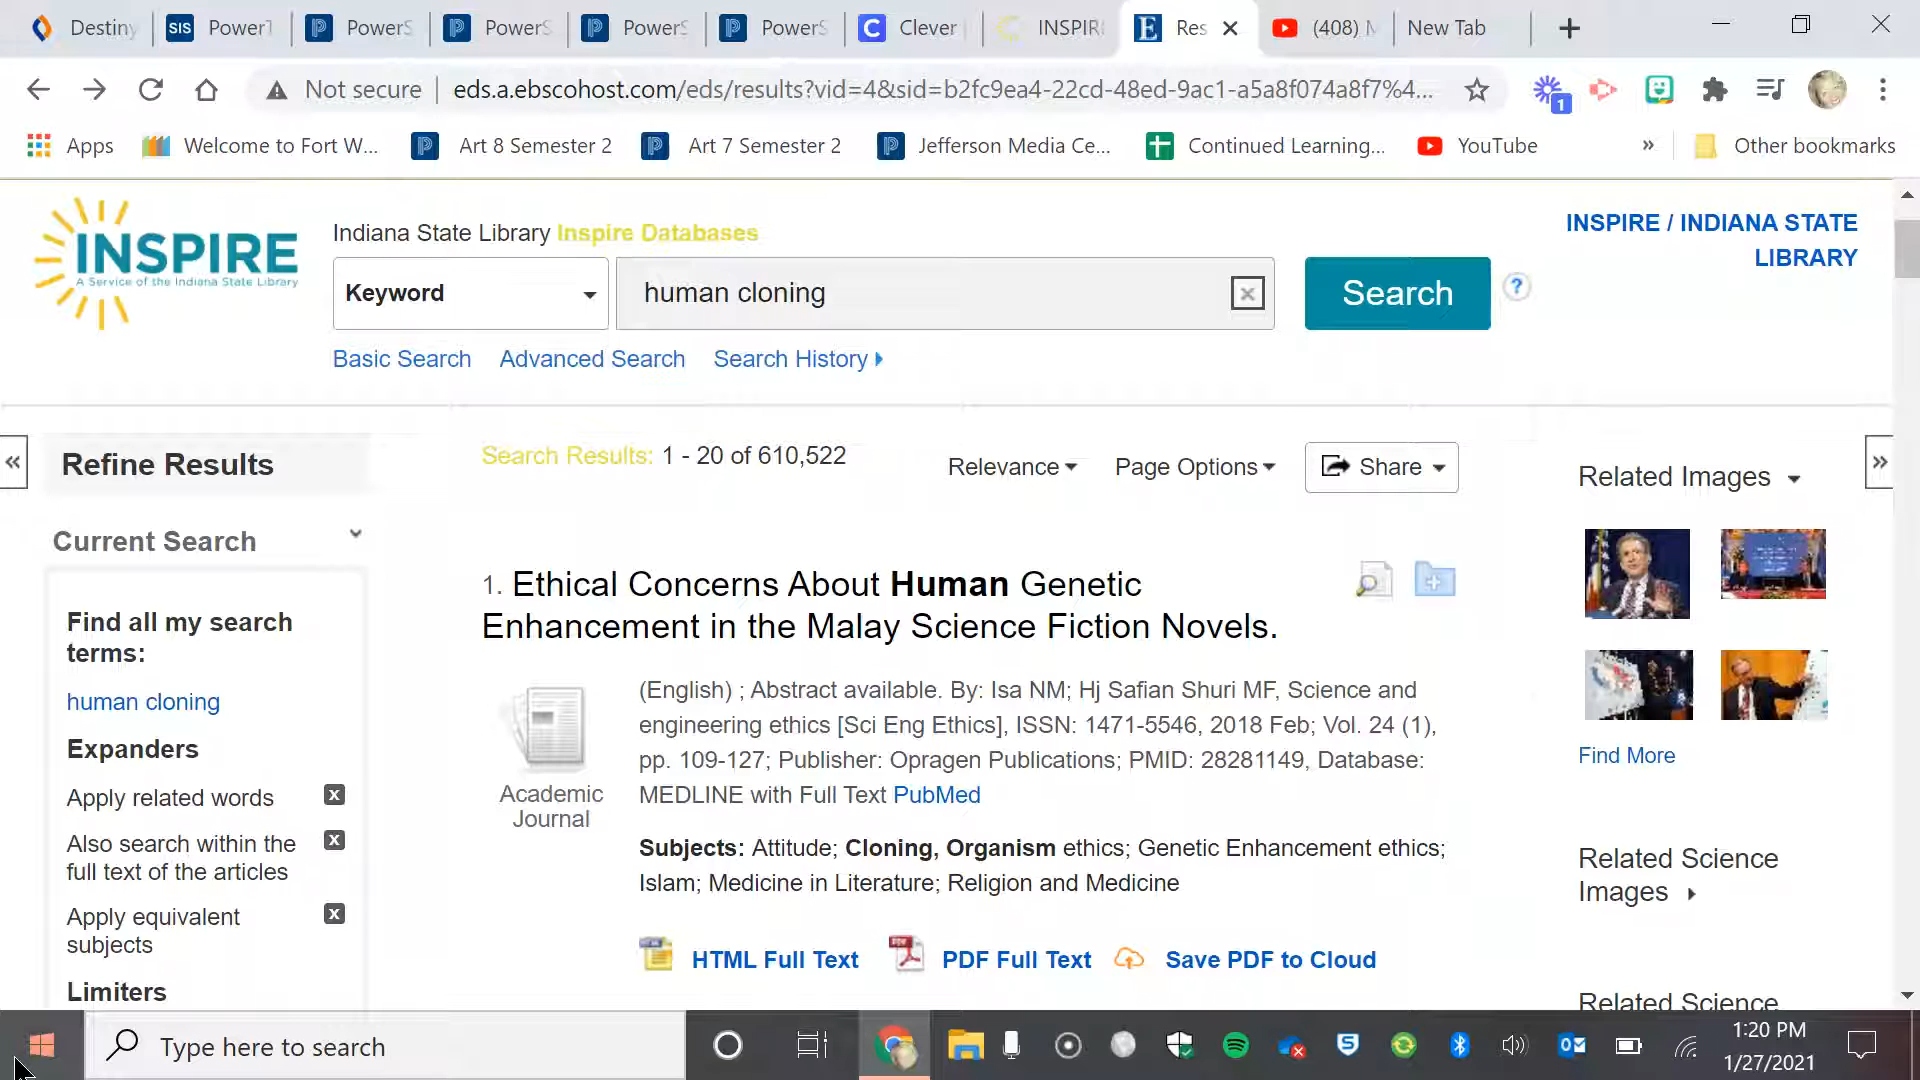 Destiny
SIS PowerT
PowerS
PowerS
PowerS
PowerS
Clever
INSPIR
Res
(408) M
New Tab
Not secure
eds.a.ebscohost.com/eds/results?vid=4&sid=b2fc9ea4-22cd-48ed-9ac1-a5a8f074a8f7%4...
1
Apps
Welcome to Fort W...
Art 8 Semester 2
Art 7 Semester 2
Jefferson Media Ce...
Continued Learning...
YouTube
»
Other bookmarks
INSPIRE
A Service of the Indiana State Library
Indiana State Library Inspire Databases
Keyword
human cloning
Search
?
INSPIRE / INDIANA STATE
LIBRARY
Basic Search
Advanced Search
Search History
Refine Results
Current Search
Find all my search
terms:
human cloning
Expanders
Apply related words
Also search within the
full text of the articles
Apply equivalent
subjects
Limiters
Search Results: 1 - 20 of 610,522
Relevance
Page Options
Share
1. Ethical Concerns About Human Genetic
Enhancement in the Malay Science Fiction Novels.
Academic
Journal
(English) ; Abstract available. By: Isa NM; Hj Safian Shuri MF, Science and
engineering ethics [Sci Eng Ethics], ISSN: 1471-5546, 2018 Feb; Vol. 24 (1),
pp. 109-127; Publisher: Opragen Publications; PMID: 28281149, Database:
MEDLINE with Full Text PubMed
Subjects: Attitude; Cloning, Organism ethics; Genetic Enhancement ethics;
Islam; Medicine in Literature; Religion and Medicine
HTML Full Text
PDF Full Text
Save PDF to Cloud
Related Images
Find More
Related Science
Images
Related Science
Type here to search
1:20 PM
1/27/2021